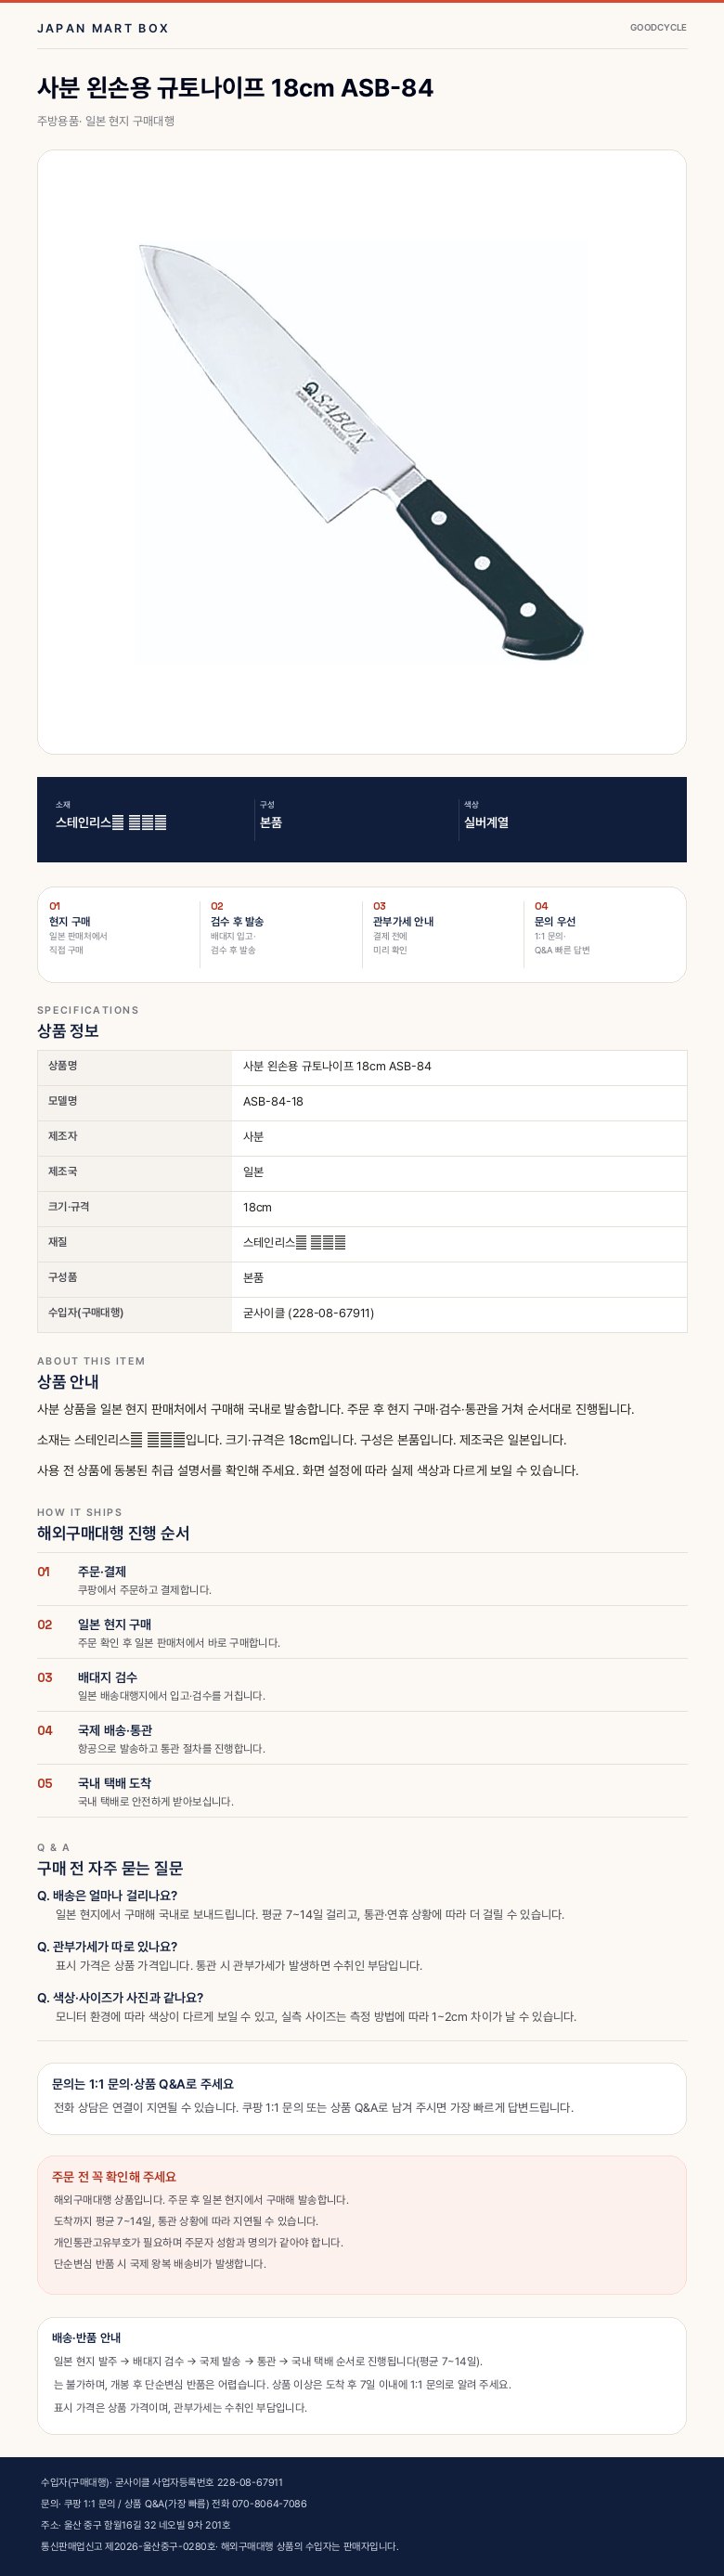 JAPAN MART BOX
GOODCYCLE
사분 왼손용 규토나이프 18cm ASB-84
주방용품· 일본 현지 구매대행
SABUN
HIGH CARBON STAINLESS STEEL
소재
스테인리스
구성
본품
색상
실버계열
01
현지 구매
일본 판매처에서
직접 구매
02
검수 후 발송
배대지 입고·
검수 후 발송
03
관부가세 안내
결제 전에
미리 확인
04
문의 우선
1:1 문의·
Q&A 빠른 답변
SPECIFICATIONS
상품 정보
상품명 사분 왼손용 규토나이프 18cm ASB-84
모델명 ASB-84-18
제조자 사분
제조국 일본
크기·규격 18cm
재질 스테인리스
구성품 본품
수입자(구매대행) 굳사이클 (228-08-67911)
ABOUT THIS ITEM
상품 안내
사분 상품을 일본 현지 판매처에서 구매해 국내로 발송합니다. 주문 후 현지 구매·검수·통관을 거쳐 순서대로 진행됩니다.
소재는 스테인리스 입니다. 크기·규격은 18cm입니다. 구성은 본품입니다. 제조국은 일본입니다.
사용 전 상품에 동봉된 취급 설명서를 확인해 주세요. 화면 설정에 따라 실제 색상과 다르게 보일 수 있습니다.
HOW IT SHIPS
해외구매대행 진행 순서
01 주문·결제
쿠팡에서 주문하고 결제합니다.
02 일본 현지 구매
주문 확인 후 일본 판매처에서 바로 구매합니다.
03 배대지 검수
일본 배송대행지에서 입고·검수를 거칩니다.
04 국제 배송·통관
항공으로 발송하고 통관 절차를 진행합니다.
05 국내 택배 도착
국내 택배로 안전하게 받아보십니다.
Q & A
구매 전 자주 묻는 질문
Q. 배송은 얼마나 걸리나요?
일본 현지에서 구매해 국내로 보내드립니다. 평균 7~14일 걸리고, 통관·연휴 상황에 따라 더 걸릴 수 있습니다.
Q. 관부가세가 따로 있나요?
표시 가격은 상품 가격입니다. 통관 시 관부가세가 발생하면 수취인 부담입니다.
Q. 색상·사이즈가 사진과 같나요?
모니터 환경에 따라 색상이 다르게 보일 수 있고, 실측 사이즈는 측정 방법에 따라 1~2cm 차이가 날 수 있습니다.
문의는 1:1 문의·상품 Q&A로 주세요
전화 상담은 연결이 지연될 수 있습니다. 쿠팡 1:1 문의 또는 상품 Q&A로 남겨 주시면 가장 빠르게 답변드립니다.
주문 전 꼭 확인해 주세요
해외구매대행 상품입니다. 주문 후 일본 현지에서 구매해 발송합니다.
도착까지 평균 7~14일, 통관 상황에 따라 지연될 수 있습니다.
개인통관고유부호가 필요하며 주문자 성함과 명의가 같아야 합니다.
단순변심 반품 시 국제 왕복 배송비가 발생합니다.
배송·반품 안내
일본 현지 발주 → 배대지 검수 → 국제 발송 → 통관 → 국내 택배 순서로 진행됩니다(평균 7~14일).
는 불가하며, 개봉 후 단순변심 반품은 어렵습니다. 상품 이상은 도착 후 7일 이내에 1:1 문의로 알려 주세요.
표시 가격은 상품 가격이며, 관부가세는 수취인 부담입니다.
수입자(구매대행)· 굳사이클 사업자등록번호 228-08-67911
문의· 쿠팡 1:1 문의 / 상품 Q&A(가장 빠름) 전화 070-8064-7086
주소· 울산 중구 함월16길 32 네오빌 9차 201호
통신판매업신고 제2026-울산중구-0280호· 해외구매대행 상품의 수입자는 판매자입니다.